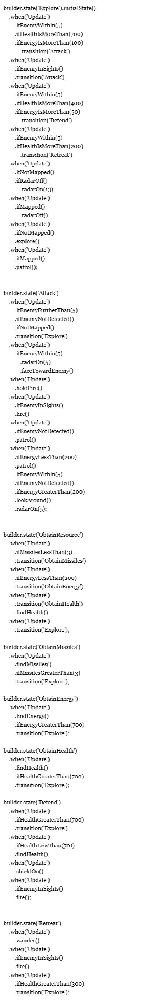 builder.state('Explore').initialState()
.when('Update')
.ifEnemyWithin(5)
.ifHealthIsMoreThan(700)
.ifEnergyIsMoreThan(100)
.transition('Attack')
.when('Update')
.ifEnemyInSights()
.transition('Attack')
.when('Update')
.ifEnemyWithin(5)
.ifHealthIsMoreThan(400)
.ifEnergyIsMoreThan(50)
.transition('Defend')
.when('Update')
.ifEnemyWithin(5)
.ifHealthIsMoreThan(200)
.transition('Retreat')
.when('Update')
.ifNotMapped()
.ifRadarOff()
.radarOn(13)
.when('Update')
.ifMapped()
.radarOff()
.when('Update')
.ifNotMapped()
.explore()
.when('Update')
.ifMapped()
.patrol();
builder.state('Attack')
.when('Update')
.ifEnemyFurtherThan(5)
.ifEnemyNotDetected()
.ifNotMapped()
.transition('Explore')
.when('Update')
.ifEnemyWithin(5)
.radarOn(5)
.faceTowardEnemy()
.when('Update')
.holdFire()
.when('Update')
.ifEnemyInSights()
.fire()
.when('Update')
.ifEnemyNotDetected()
.patrol()
.when('Update')
.ifEnergyLessThan(200)
.patrol()
.ifEnemyWithin(5)
.ifEnemyNotDetected()
.ifEnergyGreaterThan(200)
.lookAround()
.radarOn(5);
builder.state('ObtainResource')
.when('Update')
.ifMissilesLessThan(3)
.transition('ObtainMissiles')
.when('Update')
.ifEnergyLessThan(200)
.transition('ObtainEnergy')
.when('Update')
.transition('ObtainHealth')
.findHealth()
.when('Update')
.transition('Explore');
builder.state('ObtainMissiles')
.when('Update')
.findMissiles()
.ifMissilesGreaterThan(3)
.transition('Explore');
builder.state('ObtainEnergy')
.when('Update')
.findEnergy()
.ifEnergyGreaterThan(700)
.transition('Explore');
builder.state('ObtainHealth')
.when('Update')
.findHealth()
.ifHealthGreaterThan(700)
.transition('Explore');
builder.state('Defend')
.when('Update')
.ifHealthGreaterThan(700)
.transition('Explore')
.when('Update')
.ifHealthLessThan(701)
.findHealth()
.when('Update')
.shieldOn()
.when('Update')
.ifEnemyInSights()
.fire();
builder.state('Retreat')
.when('Update')
.wander()
.when('Update')
.ifEnemyInSights()
.fire()
.when('Update')
.ifHealthGreaterThan(300)
.transition('Explore');